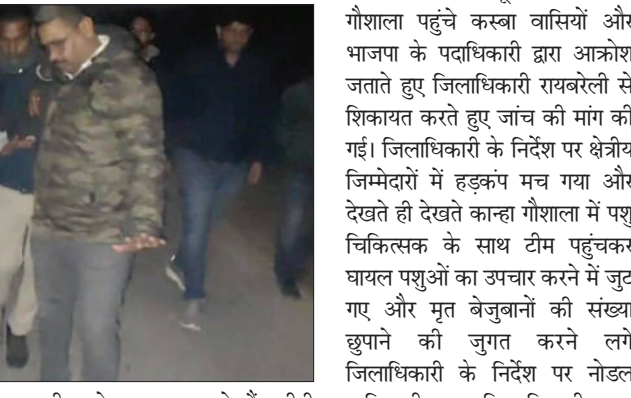 गौशाला पहुंचे कस्बा वासियों और
भाजपा के पदाधिकारी द्वारा आक्रोश
जताते हुए जिलाधिकारी रायबरेली से
शिकायत करते हुए जांच की मांग की
गई। जिलाधिकारी के निर्देश पर क्षेत्रीय
जिम्मेदारों में हड़कंप मच गया और
देखते ही देखते कान्हा गौशाला में पशु
चिकित्सक के साथ टीम पहुंचकर
घायल पशुओं का उपचार करने में जुट
गए और मृत बेजुबानों की संख्या
छुपाने की जुगत करने लगे
जिलाधिकारी के निर्देश पर नोडल